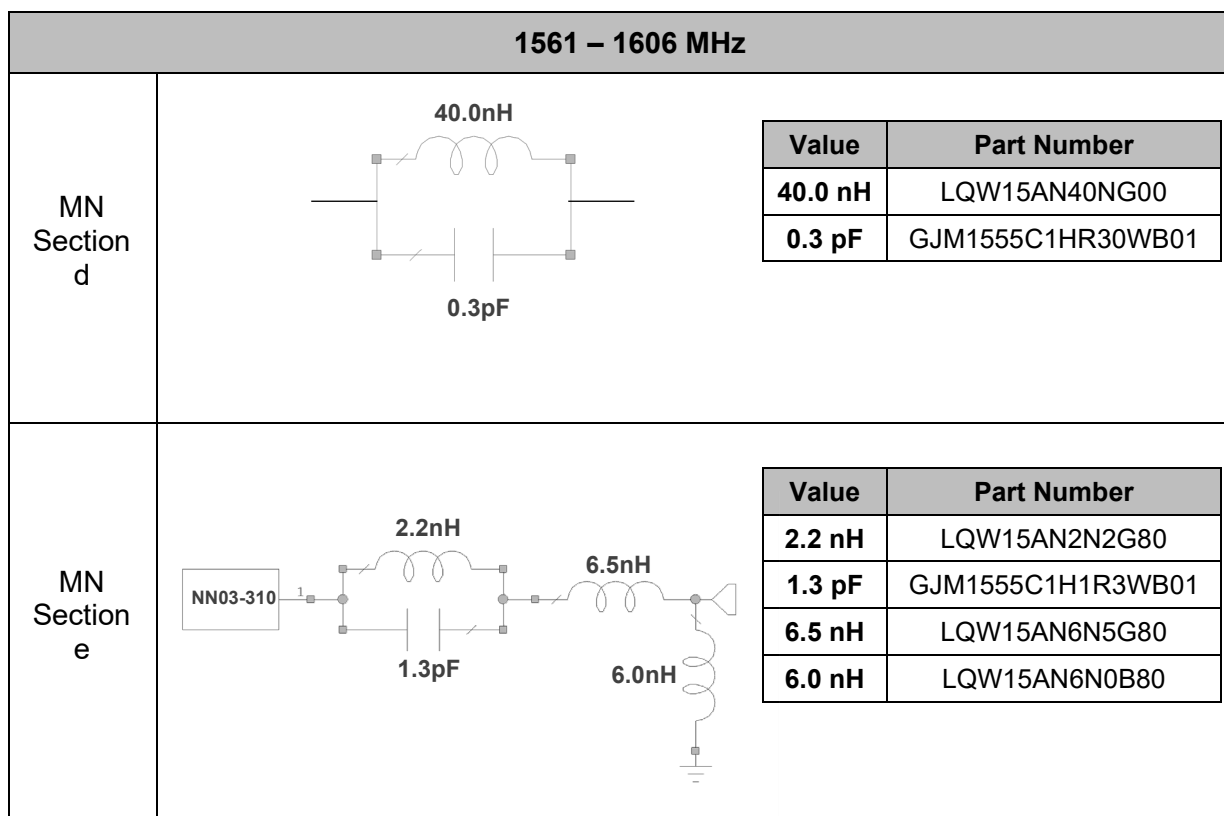 1561 – 1606 MHz
MN
Section
d
40.0nH
0.3pF
Value Part Number
40.0 nH LQW15AN40NG00
0.3 pF GJM1555C1HR30WB01
MN
Section
e
NN03-310
1
2.2nH
1.3pF
6.5nH
6.0nH
Value Part Number
2.2 nH LQW15AN2N2G80
1.3 pF GJM1555C1H1R3WB01
6.5 nH LQW15AN6N5G80
6.0 nH LQW15AN6N0B80